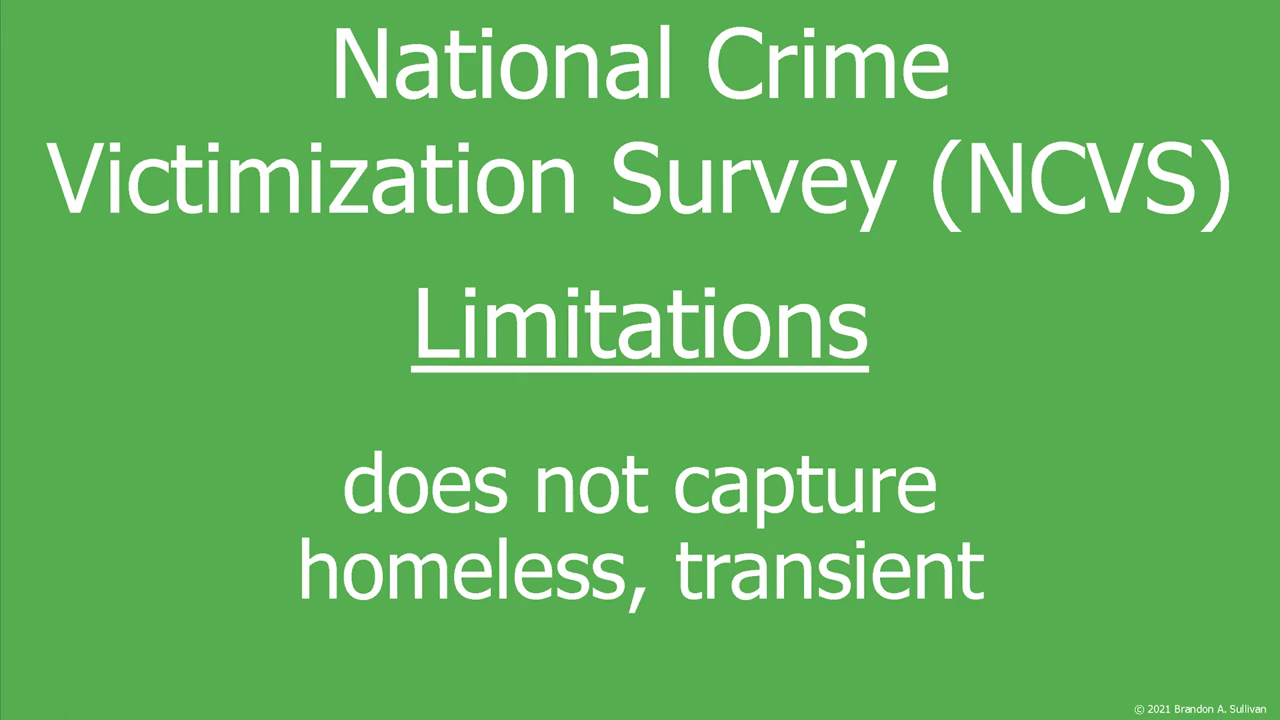 National Crime
Victimization Survey (NCVS)
Limitations
does not capture
homeless, transient
© 2021 Brandon A. Sullivan